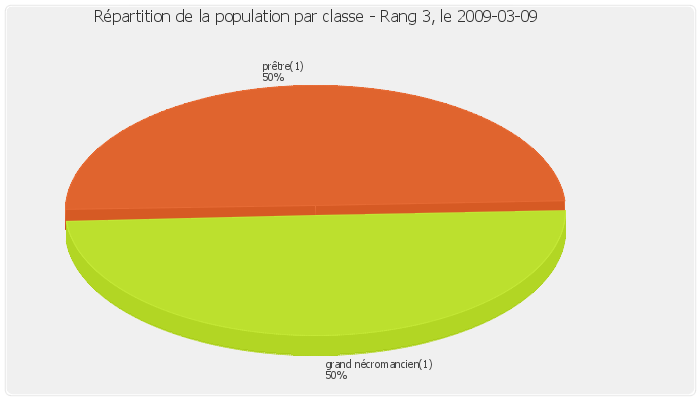 Répartition de la population par classe - Rang 3, le 2009-03-09
prêtre(1)
50%
grand nécromancien(1)
50%